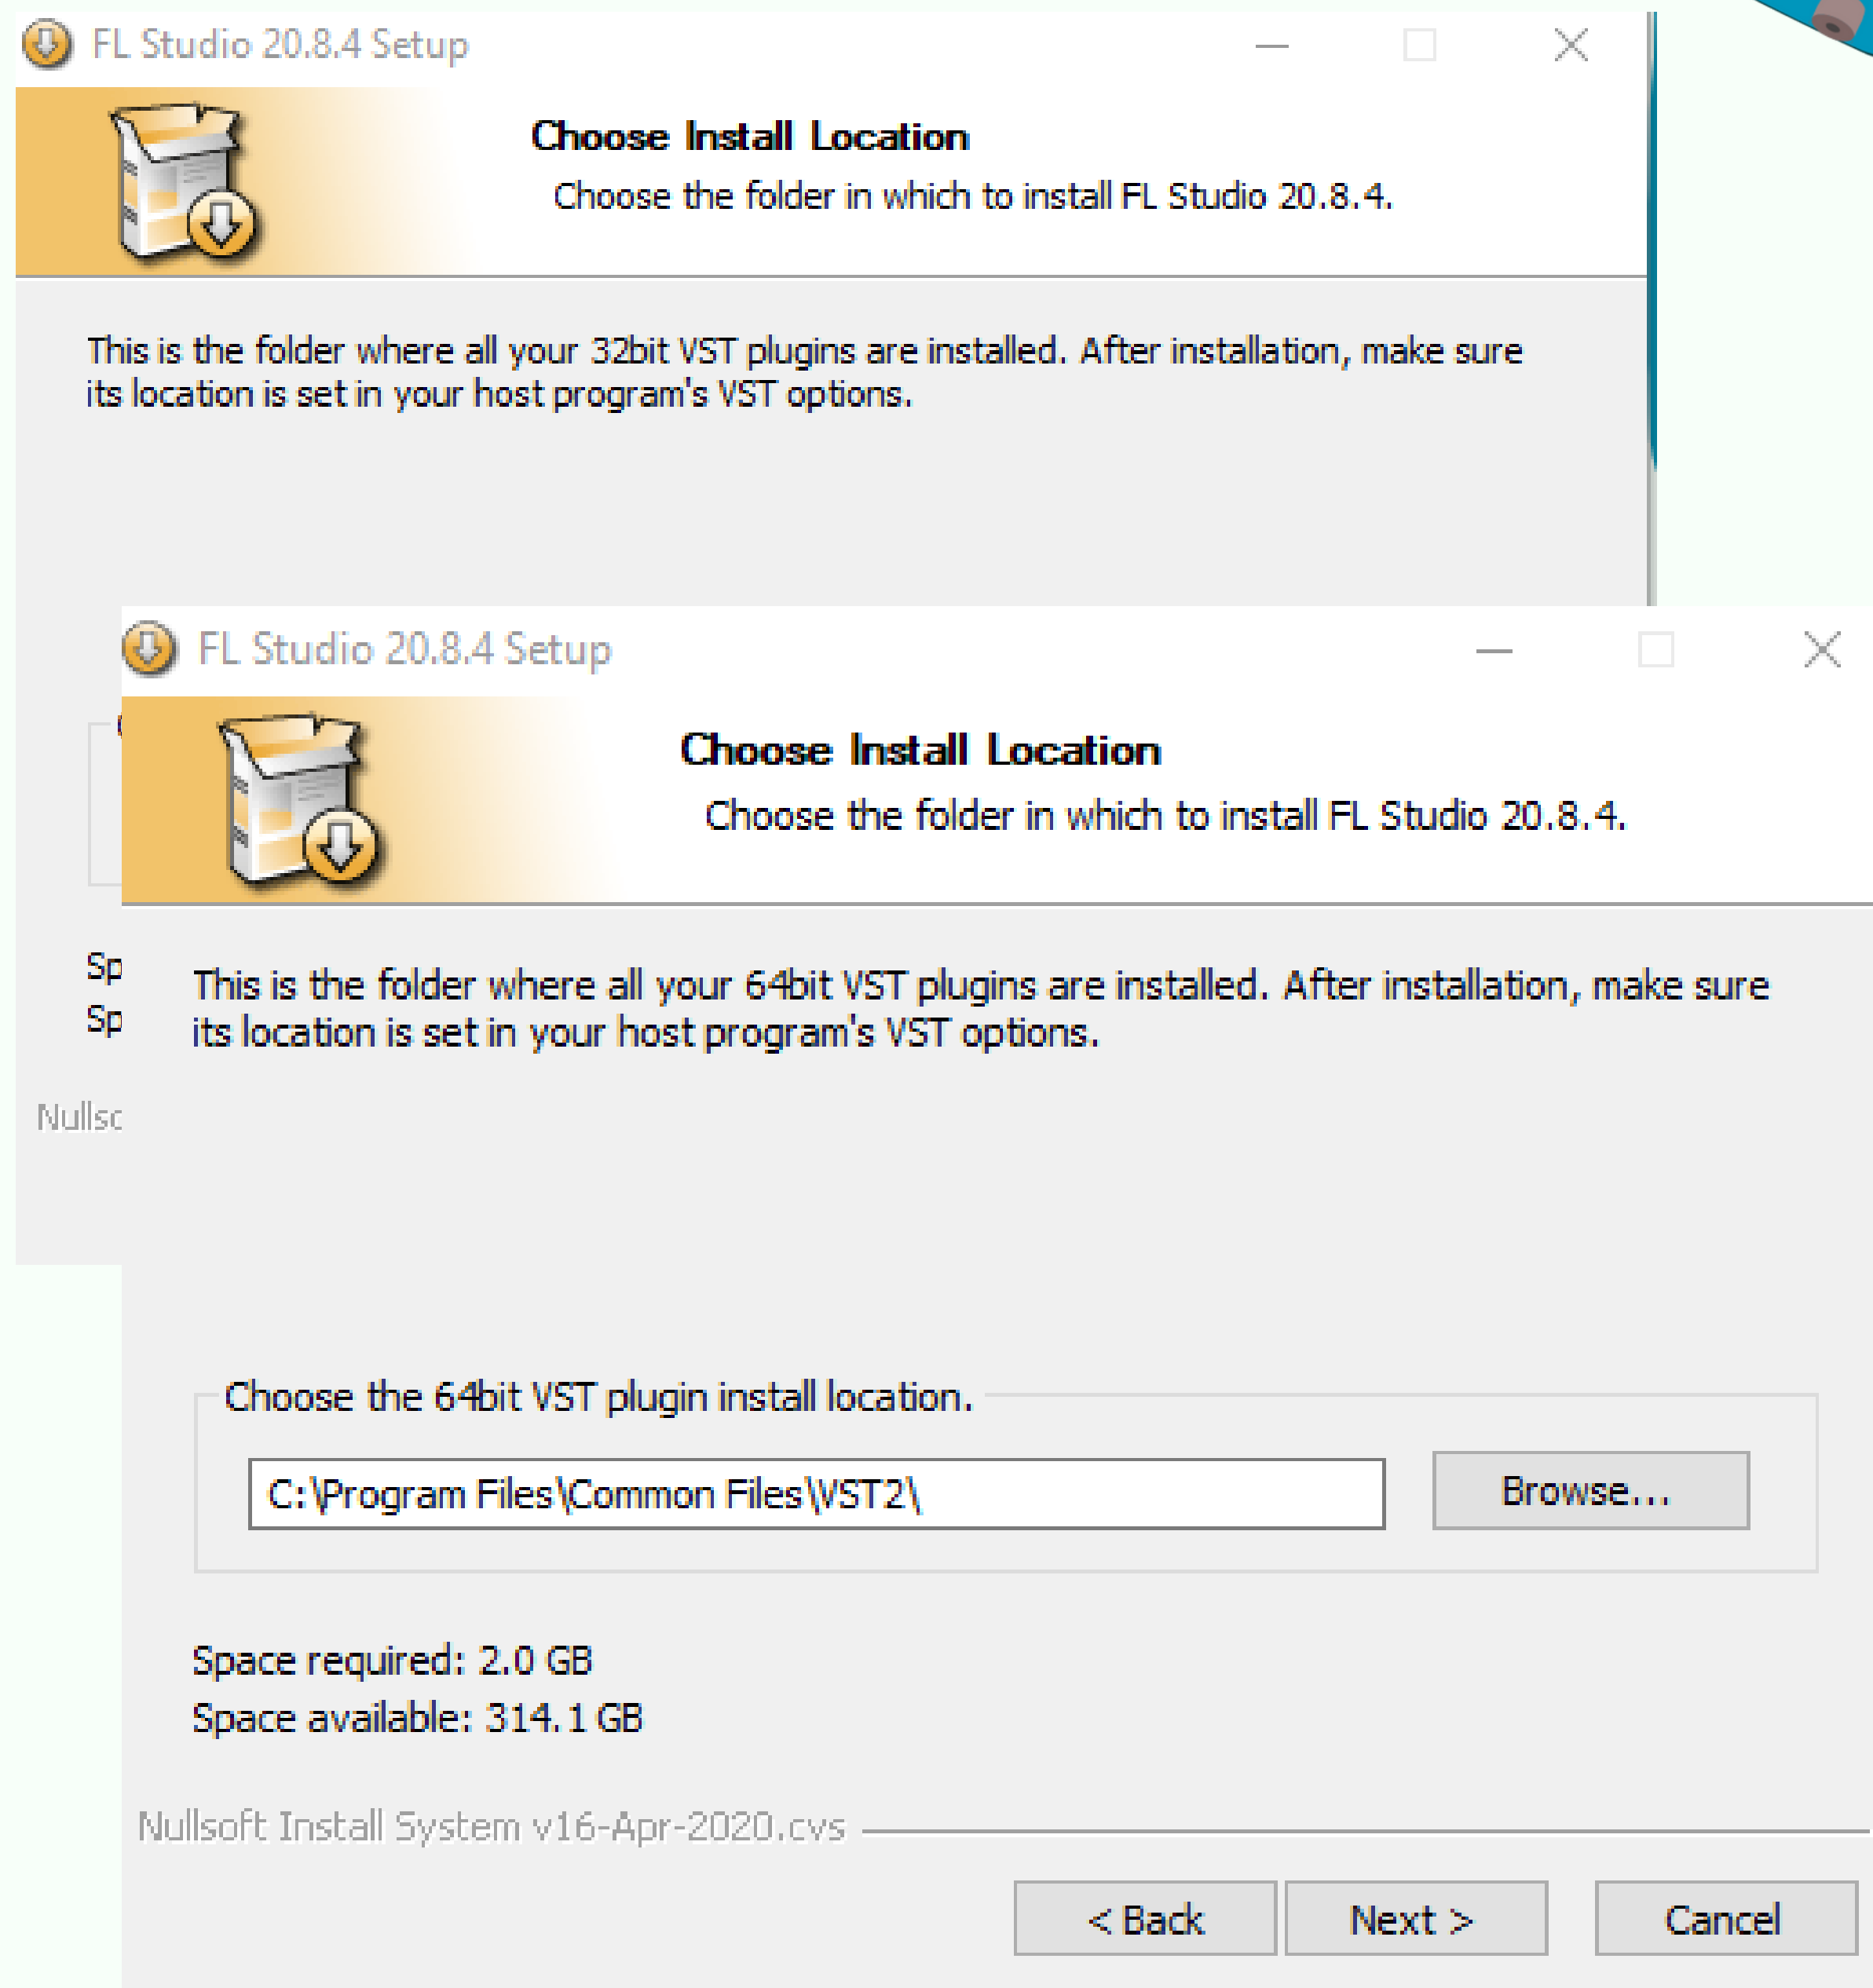 FL Studio 20.8.4 Setup
Choose Install Location
Choose the folder in which to install FL Studio 20.8.4.
This is the folder where all your 32bit VST plugins are installed. After installation, make sure
its location is set in your host program's VST options.
FL Studio 20.8.4 Setup
Choose Install Location
Choose the folder in which to install FL Studio 20.8.4.
Sp
Sp
This is the folder where all your 64bit VST plugins are installed. After installation, make sure
its location is set in your host program's VST options.
Choose the 64bit VST plugin install location.
C:\Program Files\Common Files\VST2\
Browse...
Space required: 2.0 GB
Space available: 314.1 GB
Nullsoft Install System v16-Apr-2020.cvs
< Back
Next >
Cancel